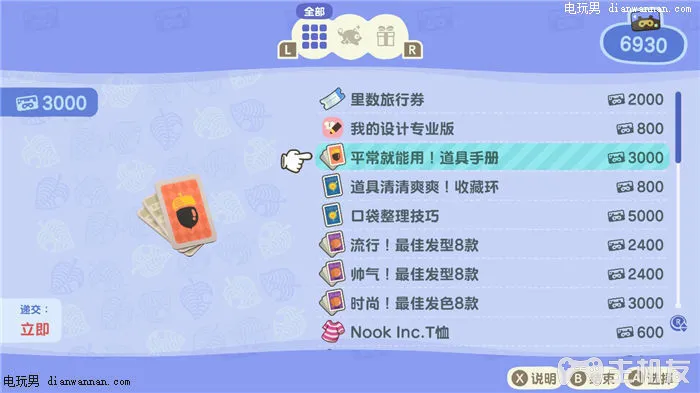 电玩男 dianwannan.com
全部
L
R
6930
3000
里数旅行券 2000
我的设计专业版 800
平常就能用！道具手册 3000
道具清清爽爽！收藏环 800
口袋整理技巧 5000
流行！最佳发型8款 2400
帅气！最佳发型8款 2400
时尚！最佳发色8款 3000
Nook Inc.T恤 600
递交：
立即
R
主机友
电玩男 dianwannan.com
X 说明 B 结束 A 选择